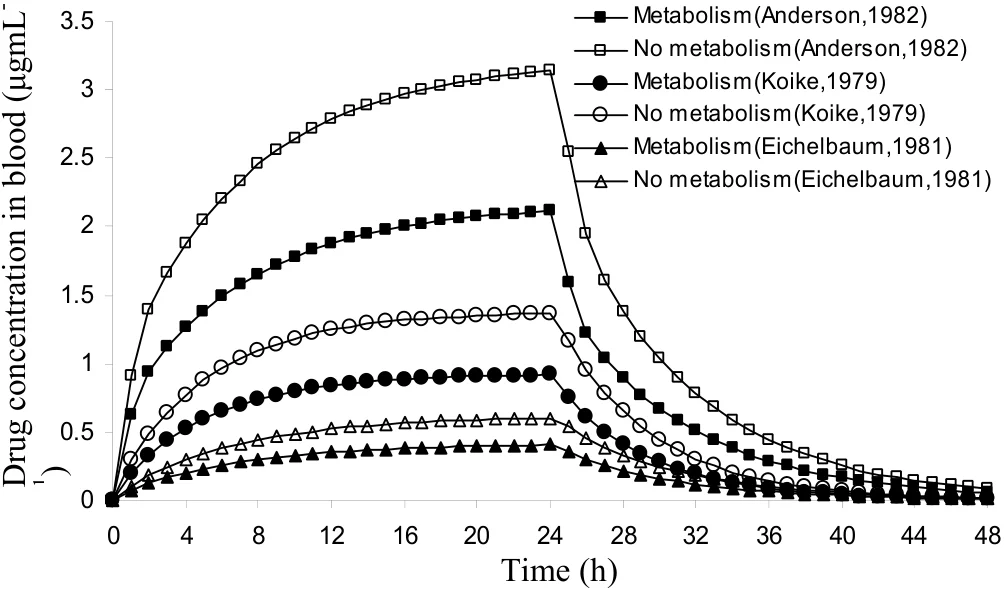 Drug concentration in blood (µgmL-
1)
3.5
3
2.5
2
1.5
1
0.5
0
Metabolism(Anderson,1982)
No metabolism(Anderson,1982)
Metabolism(Koike,1979)
No metabolism(Koike,1979)
Metabolism(Eichelbaum,1981)
No metabolism(Eichelbaum,1981)
0 4 8 12 16 20 24 28 32 36 40 44 48
Time (h)